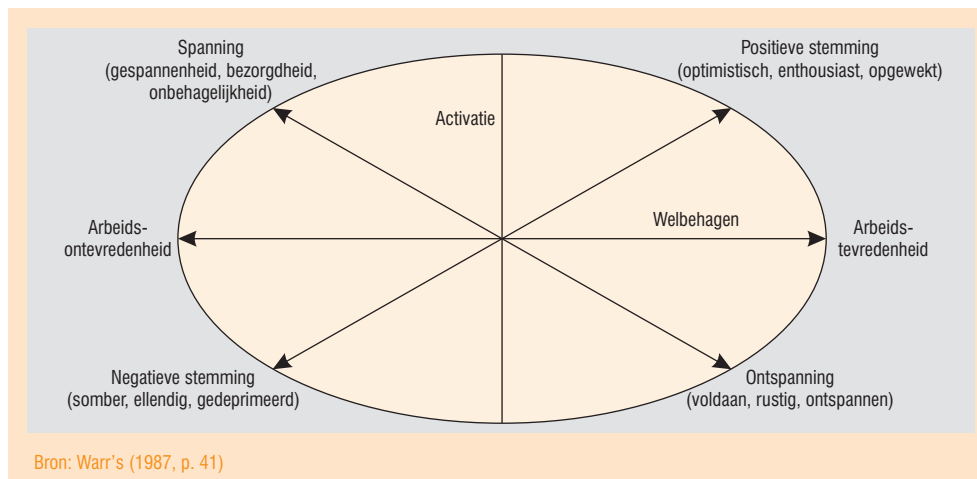 Spanning
(gespannenheid, bezorgdheid,
onbehagelijkheid)
Positieve stemming
(optimistisch, enthousiast, opgewekt)
Activatie
Arbeids-
ontevredenheid
Welbehagen
Arbeids-
tevredenheid
Negatieve stemming
(somber, ellendig, gedeprimeerd)
Ontspanning
(voldaan, rustig, ontspannen)
Bron: Warr's (1987, p. 41)